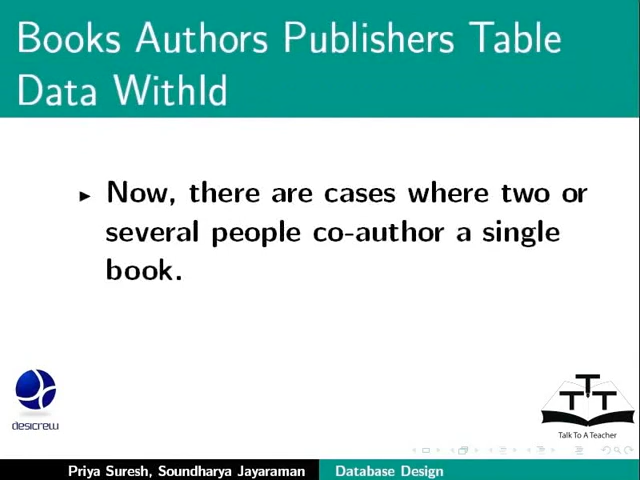 Books Authors Publishers Table
Data WithId
Now, there are cases where two or
several people co-author a single
book.
desicrew
T T T
Talk To A Teacher
Priya Suresh, Soundharya Jayaraman Database Design